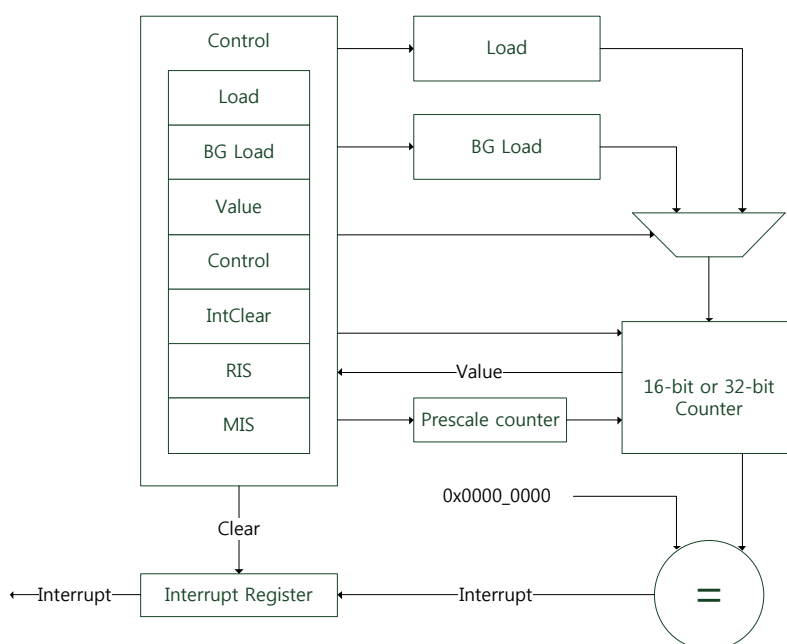 Control
Load
BG Load
Value
Control
IntClear
RIS
MIS
Load
BG Load
Value
Prescale counter
16-bit or 32-bit
Counter
0x0000_0000
Clear
Interrupt
Interrupt Register
Interrupt
=